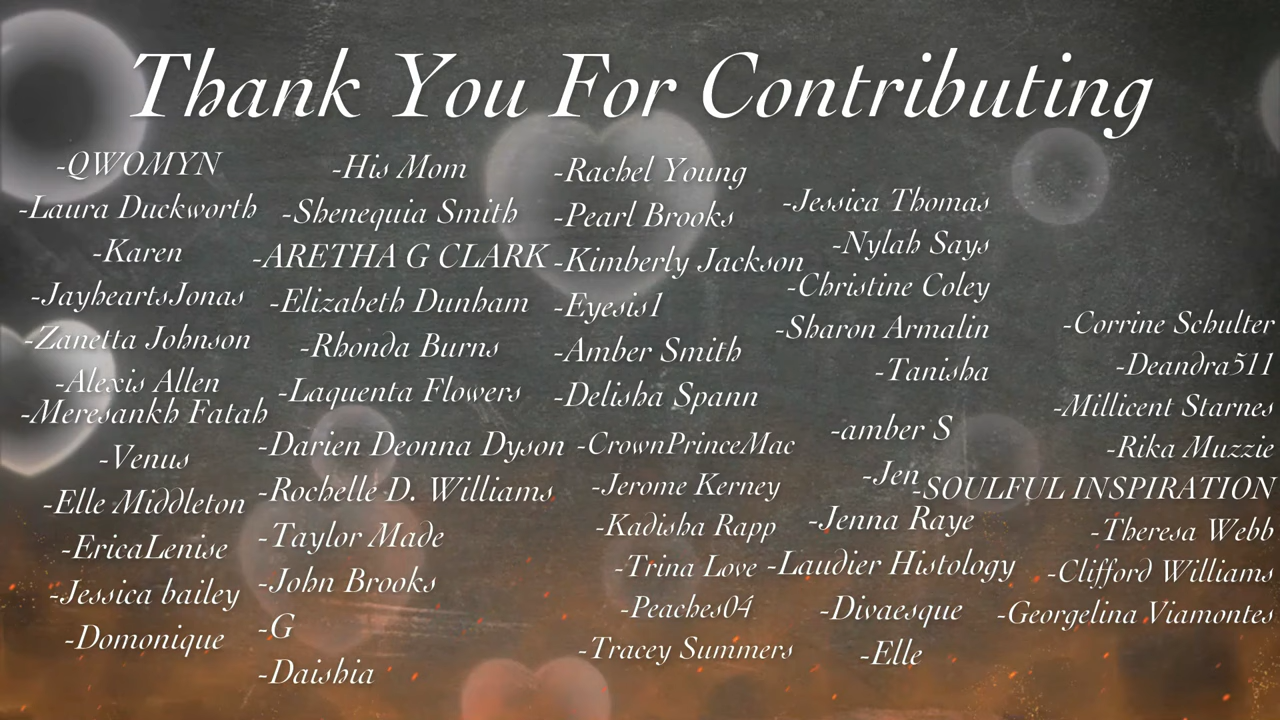 Thank You For Contributing
-QWOMYN
-Laura Duckworth
-Karen
-JayheartsJonas
-Zanetta Johnson
-Alexis Allen
-Meresankh Fatah
-Venus
-Elle Middleton
-EricaLenise
-Jessica bailey
-Domonique
-His Mom
-Shenequia Smith
-ARETHA G CLARK
-Elizabeth Dunham
-Rhonda Burns
-Laquenta Flowers
-Darien Deonna Dyson
-Rochelle D. Williams
-Taylor Made
-John Brooks
-G
-Daishia
-Rachel Young
-Pearl Brooks
-Kimberly Jackson
-Eyesis1
-Amber Smith
-Delisha Spann
-CrownPrinceMac
-Jerome Kerney
-Kadisha Rapp
-Trina Love
-Peaches04
-Tracey Summers
-Jessica Thomas
-Nylah Says
-Christine Coley
-Sharon Armalin
-Tanisha
-amber S
-Jen
-Jenna Raye
-Laudier Histology
-Divaesque
-Elle
-Corrine Schulter
-Deandra511
-Millicent Starnes
-Rika Muzzie
-SOULFUL INSPIRATION
-Theresa Webb
-Clifford Williams
-Georgelina Viamontes